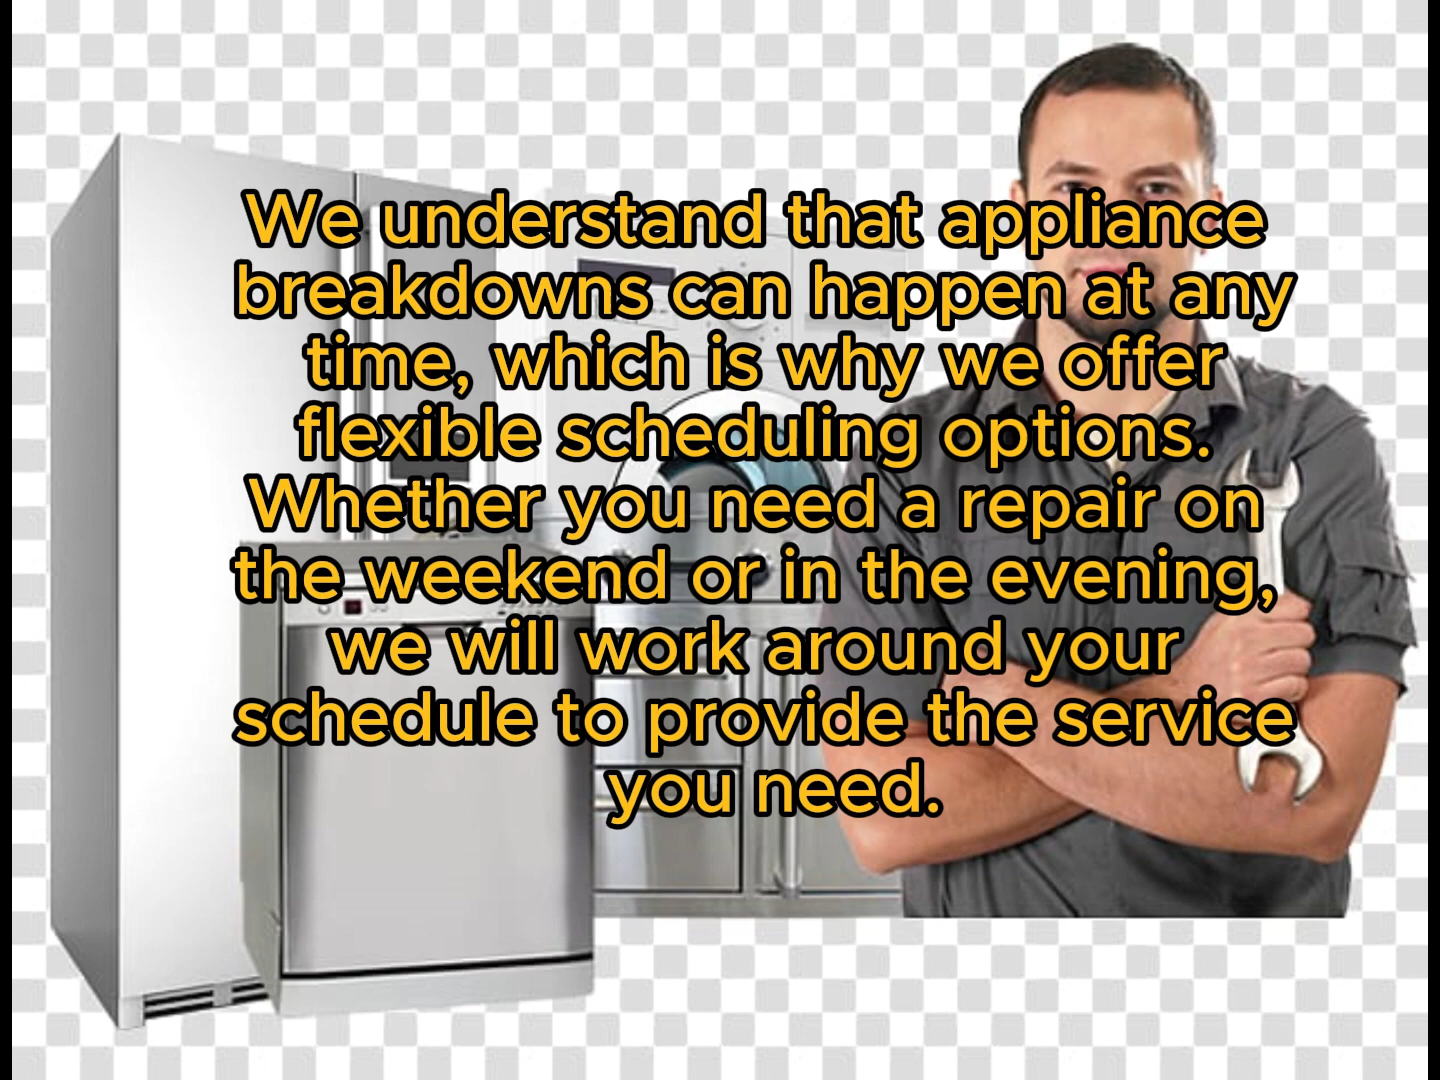 We understand that appliance
breakdowns can happen at any
time, which is why we offer
flexible scheduling options.
Whether you need a repair on
the weekend or in the evening,
we will work around your
schedule to provide the service
you need.